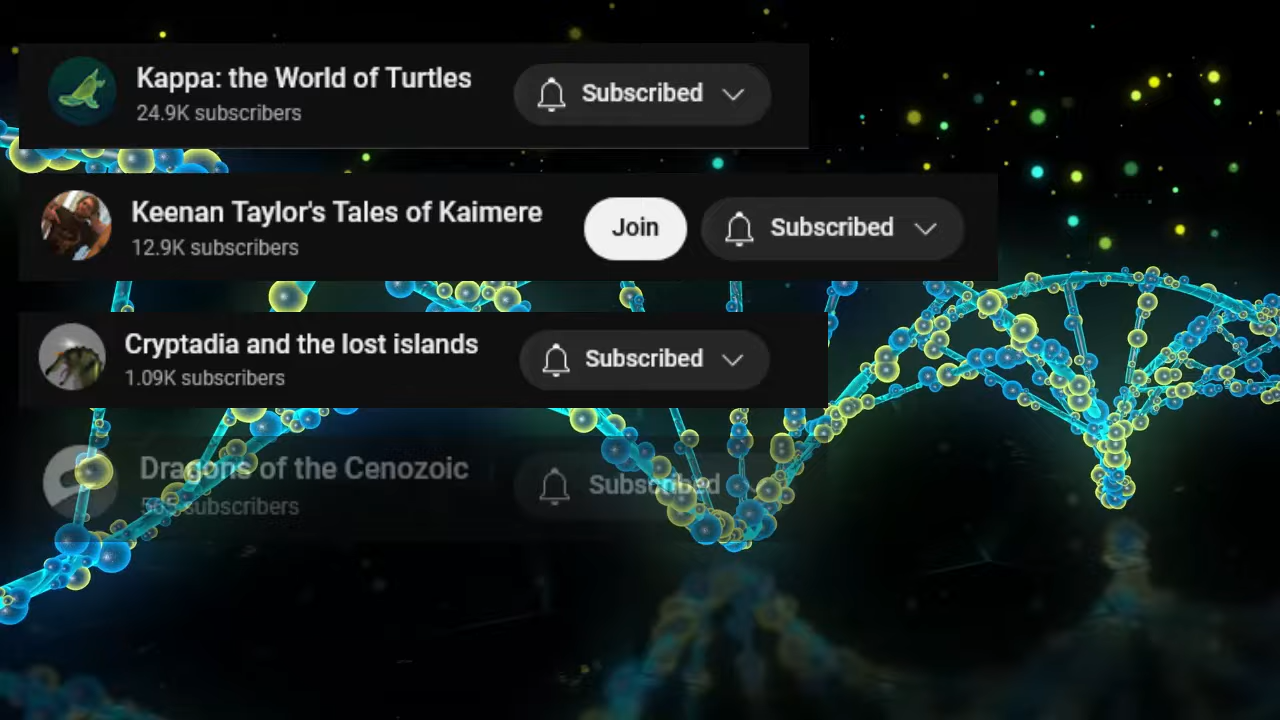 Kappa: the World of Turtles
24.9K subscribers
Subscribed
Keenan Taylor's Tales of Kaimere
12.9K subscribers
Join
Subscribed
Cryptadia and the lost islands
1.09K subscribers
Subscribed
Dragons of the Cenozoic
subscribers
Subscribed